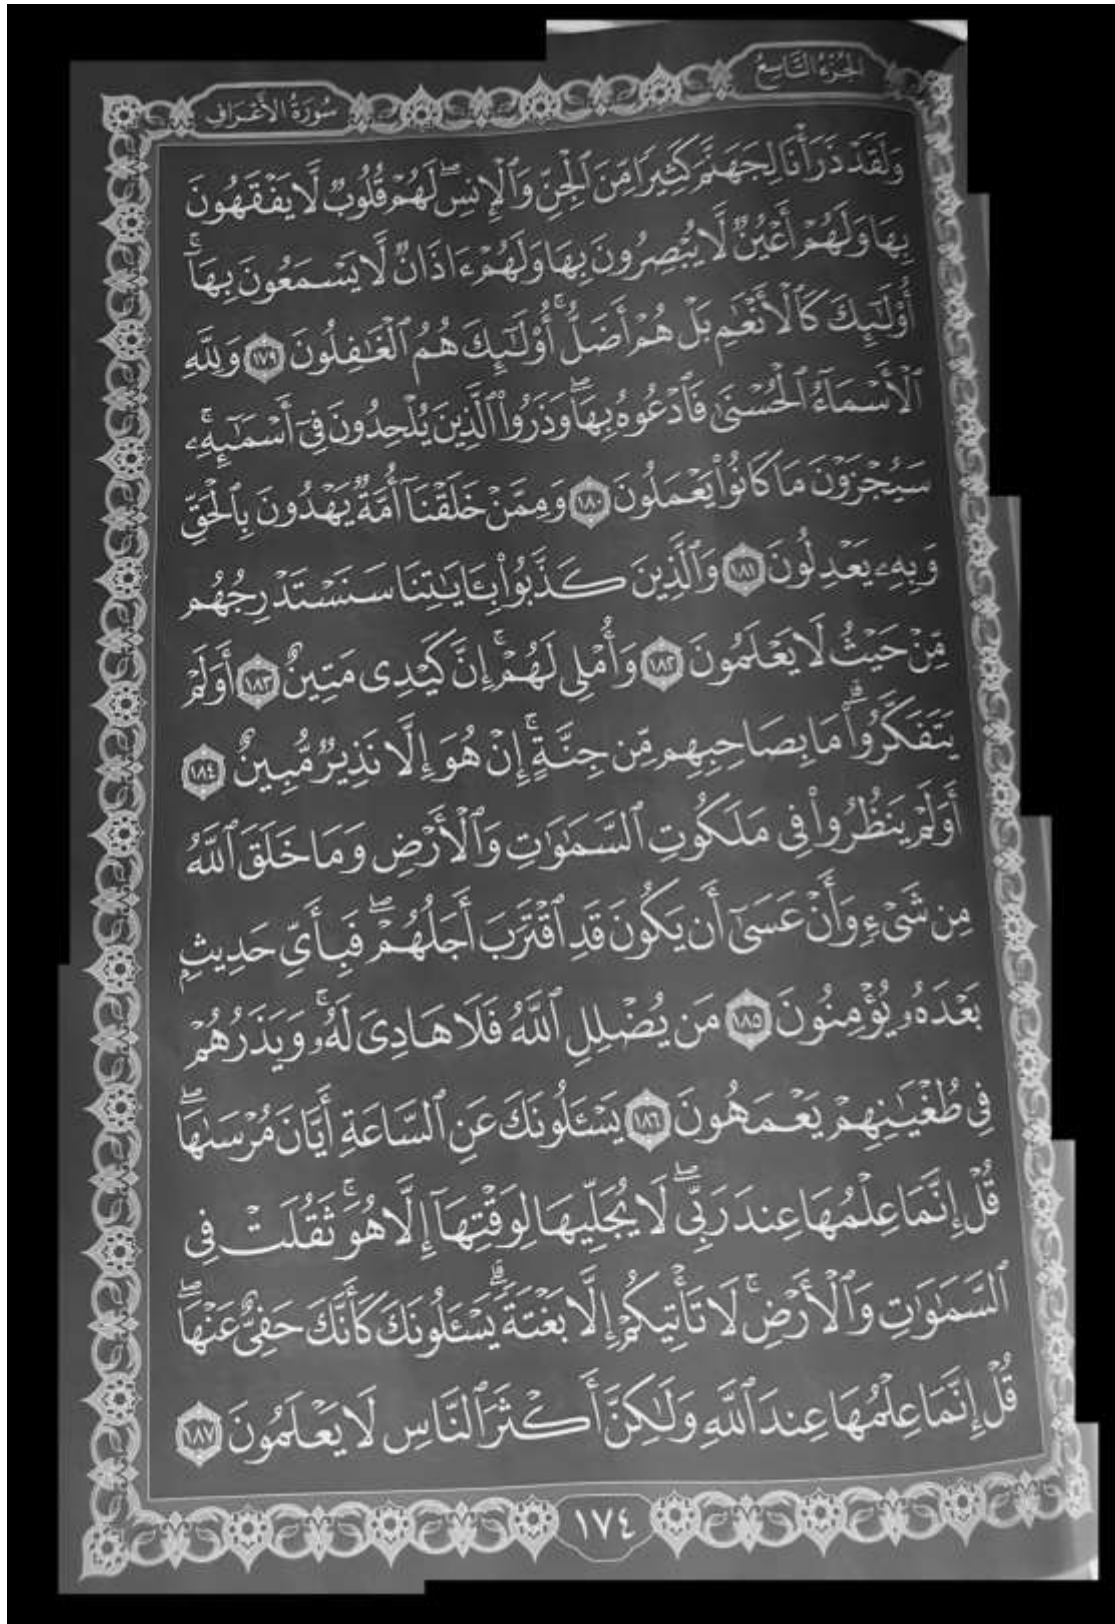 الجزء التاسع
سورة الأعراف
وَلَقَدْ ذَرَأْنَا لِجَهَنَّمَ كَثِيرًا مِّنَ ٱلْجِنِّ وَٱلْإِنسِۖ لَهُمْ قُلُوبٌ لَّا يَفْقَهُونَ
بِهَا وَلَهُمْ أَعْيُنٌ لَّا يُبْصِرُونَ بِهَا وَلَهُمْ ءَاذَانٌ لَّا يَسْمَعُونَ بِهَآۚ
أُو۟لَـٰٓئِكَ كَٱلْأَنْعَـٰمِ بَلْ هُمْ أَضَلُّۚ أُو۟لَـٰٓئِكَ هُمُ ٱلْغَـٰفِلُونَ ١٧٩ وَلِلَّهِ
ٱلْأَسْمَآءُ ٱلْحُسْنَىٰ فَٱدْعُوهُ بِهَاۖ وَذَرُوا۟ ٱلَّذِينَ يُلْحِدُونَ فِىٓ أَسْمَـٰٓئِهِۦۚ
سَيُجْزَوْنَ مَا كَانُوا۟ يَعْمَلُونَ ١٨٠ وَمِمَّنْ خَلَقْنَآ أُمَّةٌ يَهْدُونَ بِٱلْحَقِّ
وَبِهِۦ يَعْدِلُونَ ١٨١ وَٱلَّذِينَ كَذَّبُوا۟ بِـَٔايَـٰتِنَا سَنَسْتَدْرِجُهُم
مِّنْ حَيْثُ لَا يَعْلَمُونَ ١٨٢ وَأُمْلِى لَهُمْۚ إِنَّ كَيْدِى مَتِينٌ ١٨٣ أَوَلَمْ
يَتَفَكَّرُوا۟ۗ مَا بِصَاحِبِهِم مِّن جِنَّةٍۚ إِنْ هُوَ إِلَّا نَذِيرٌ مُّبِينٌ ١٨٤
أَوَلَمْ يَنظُرُوا۟ فِى مَلَكُوتِ ٱلسَّمَـٰوَٰتِ وَٱلْأَرْضِ وَمَا خَلَقَ ٱللَّهُ
مِن شَىْءٍ وَأَنْ عَسَىٰٓ أَن يَكُونَ قَدِ ٱقْتَرَبَ أَجَلُهُمْۖ فَبِأَىِّ حَدِيثٍۭ
بَعْدَهُۥ يُؤْمِنُونَ ١٨٥ مَن يُضْلِلِ ٱللَّهُ فَلَا هَادِىَ لَهُۥۚ وَيَذَرُهُمْ
فِى طُغْيَـٰنِهِمْ يَعْمَهُونَ ١٨٦ يَسْـَٔلُونَكَ عَنِ ٱلسَّاعَةِ أَيَّانَ مُرْسَىٰهَاۖ
قُلْ إِنَّمَا عِلْمُهَا عِندَ رَبِّىۖ لَا يُجَلِّيهَا لِوَقْتِهَآ إِلَّا هُوَۚ ثَقُلَتْ فِى
ٱلسَّمَـٰوَٰتِ وَٱلْأَرْضِۚ لَا تَأْتِيكُمْ إِلَّا بَغْتَةًۗ يَسْـَٔلُونَكَ كَأَنَّكَ حَفِىٌّ عَنْهَاۖ
قُلْ إِنَّمَا عِلْمُهَا عِندَ ٱللَّهِ وَلَـٰكِنَّ أَكْثَرَ ٱلنَّاسِ لَا يَعْلَمُونَ ١٨٧
١٧٤